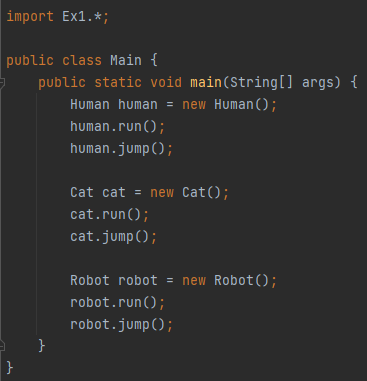 import Ex1.*;
public class Main {
public static void main(String[] args) {
Human human = new Human();
human.run();
human.jump();
Cat cat = new Cat();
cat.run();
cat.jump();
Robot robot = new Robot();
robot.run();
robot.jump();
}
}